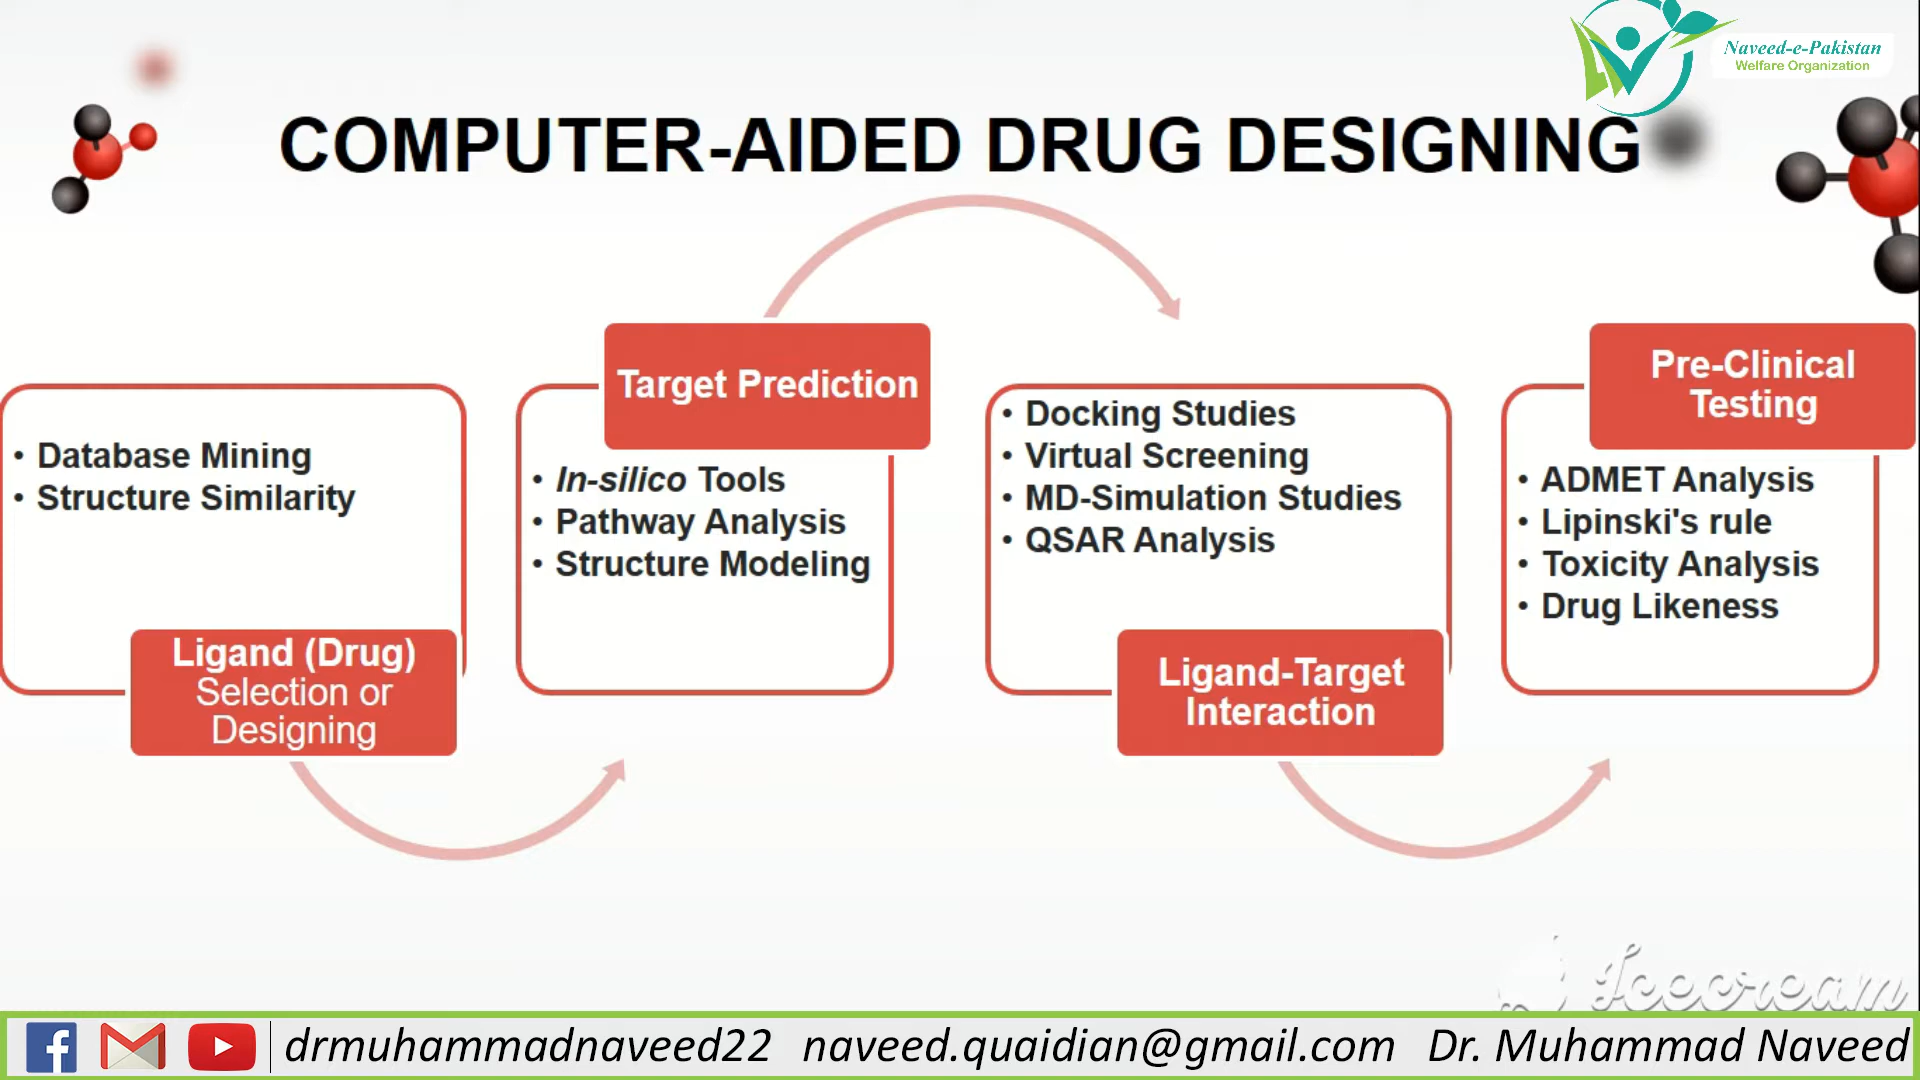 Naveed-e-Pakistan
Welfare Organization
COMPUTER-AIDED DRUG DESIGNING
• Database Mining
• Structure Similarity
Ligand (Drug)
Selection or
Designing
Target Prediction
• In-silico Tools
• Pathway Analysis
• Structure Modeling
• Docking Studies
• Virtual Screening
• MD-Simulation Studies
• QSAR Analysis
Ligand-Target
Interaction
Pre-Clinical
Testing
• ADMET Analysis
• Lipinski's rule
• Toxicity Analysis
• Drug Likeness
Icecream
drmuhammadnaveed22 naveed.quaidian@gmail.com Dr. Muhammad Naveed